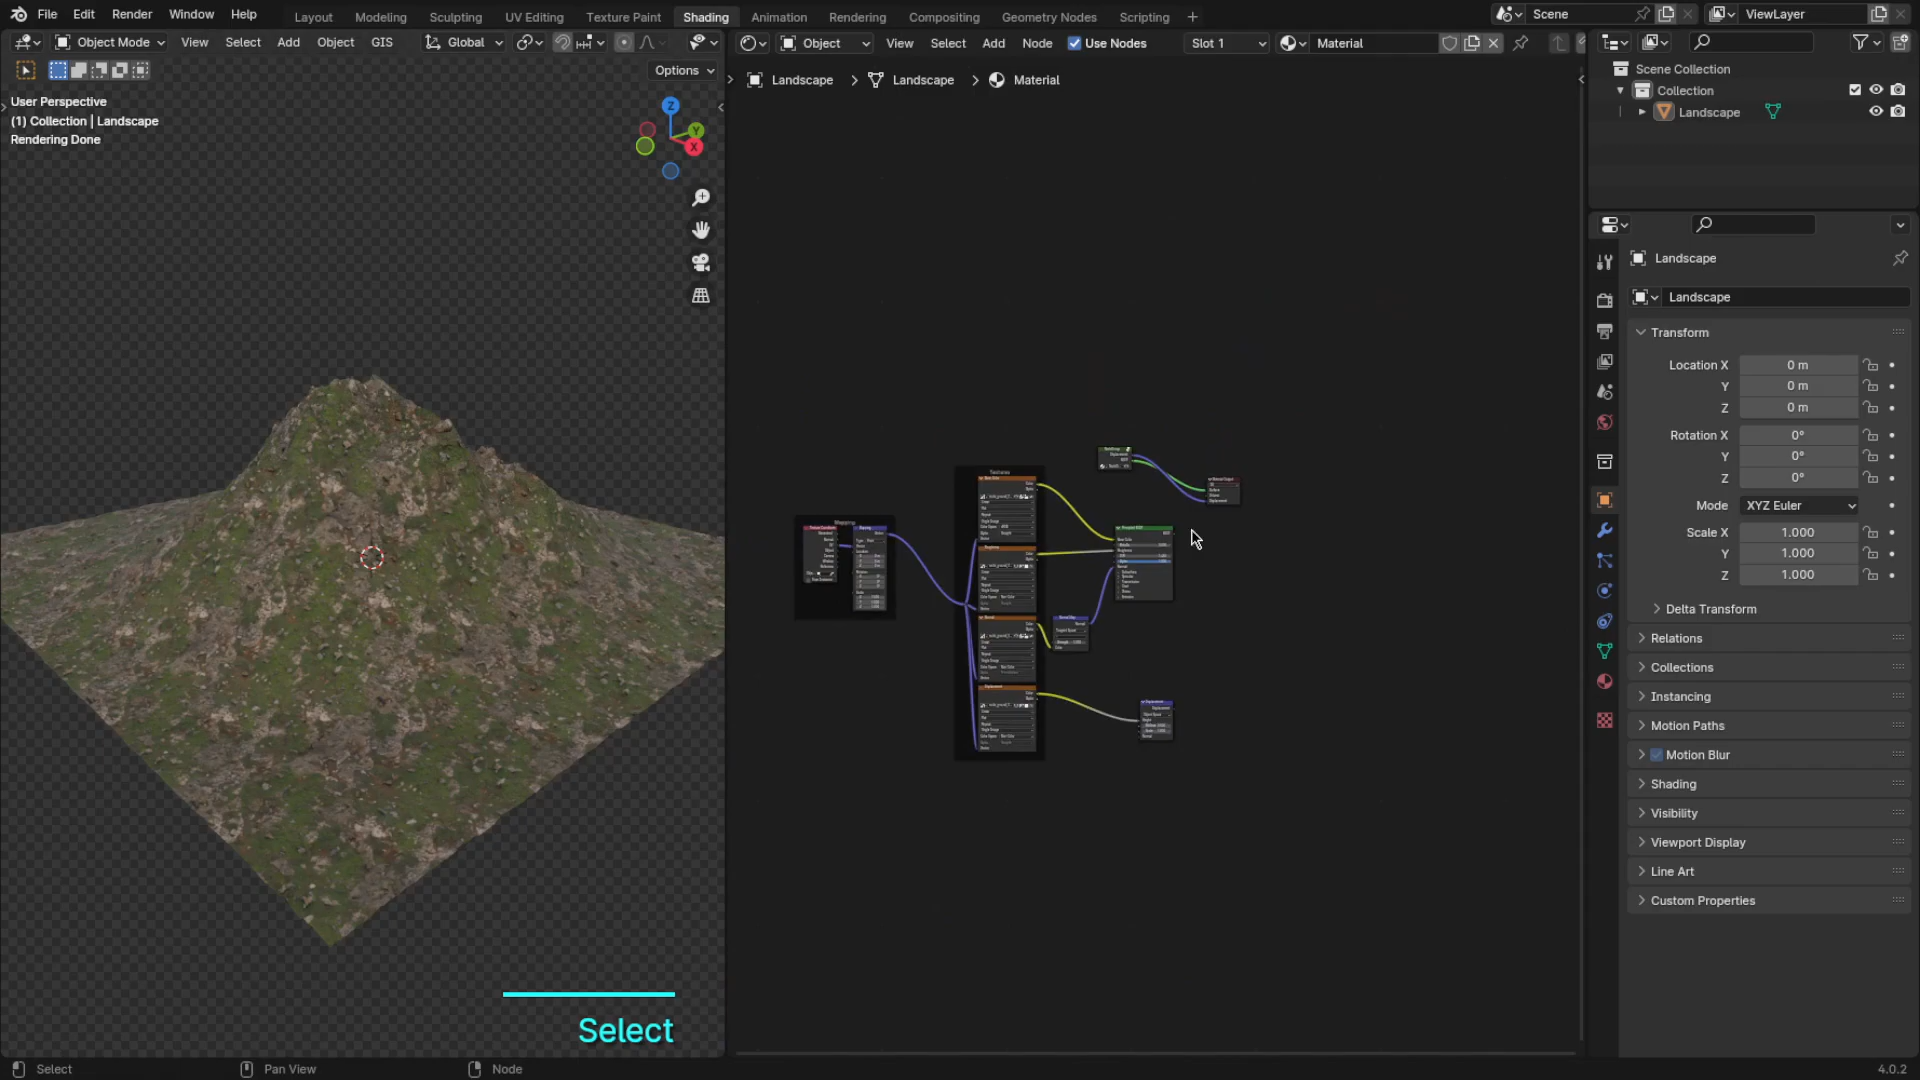 File Edit Render Window Help Layout Modeling Sculpting UV Editing Texture Paint Shading Animation Rendering Compositing Geometry Nodes Scripting Scene ViewLayer
Object Mode View Select Add Object GIS Global
Options
Object View Select Add Node Use Nodes Slot 1 Material
Landscape Landscape Material
User Perspective
(1) Collection | Landscape
Rendering Done
Z
Y
X
Textures
Mapping
Select
Scene Collection
Collection
Landscape
Landscape
Landscape
Transform
Location X 0 m
Y 0 m
Z 0 m
Rotation X 0°
Y 0°
Z 0°
Mode XYZ Euler
Scale X 1.000
Y 1.000
Z 1.000
Delta Transform
Relations
Collections
Instancing
Motion Paths
Motion Blur
Shading
Visibility
Viewport Display
Line Art
Custom Properties
Select Pan View Node 4.0.2